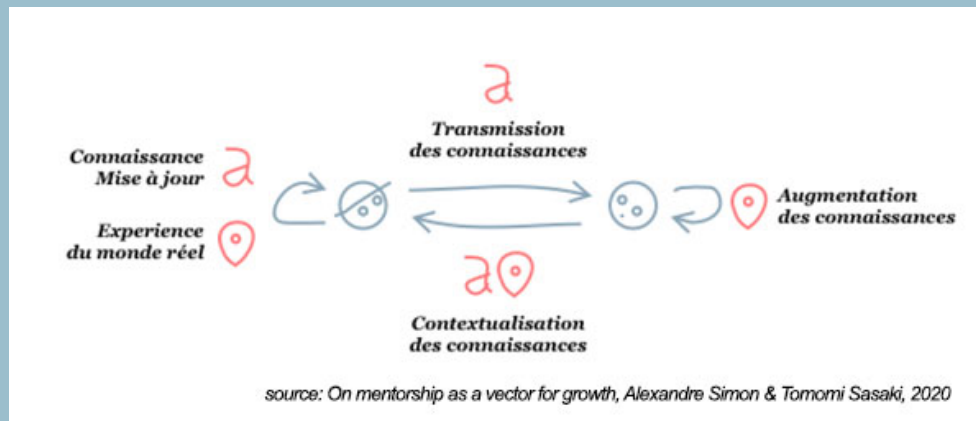 a
Transmission
des connaissances
Connaissance
Mise à jour
a
Experience
du monde réel
Augmentation
des connaissances
a
Contextualisation
des connaissances
source: On mentorship as a vector for growth, Alexandre Simon & Tomomi Sasaki, 2020